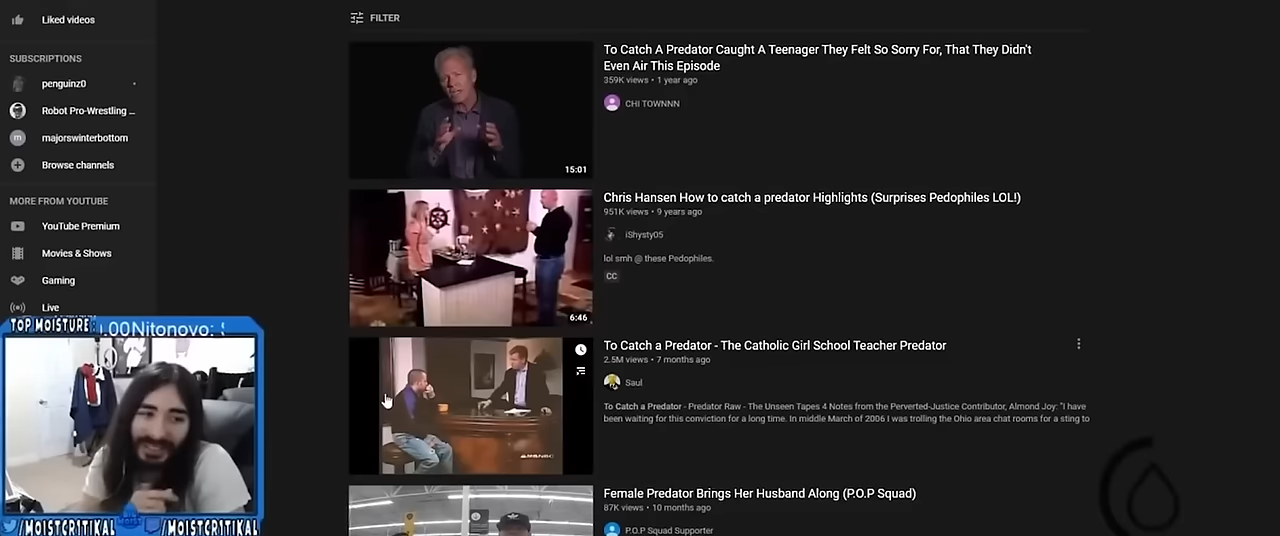 Liked videos
SUBSCRIPTIONS
penguinz0
Robot Pro-Wrestling ...
m
majorswinterbottom
Browse channels
MORE FROM YOUTUBE
YouTube Premium
Movies & Shows
Gaming
Live
TOP MOISTURE:
.00Nitonovo:
/MOISTCR1TIKAL
MOIST
/MOISTCR1TIKAL
FILTER
15:01
To Catch A Predator Caught A Teenager They Felt So Sorry For, That They Didn't
Even Air This Episode
359K views • 1 year ago
CHI TOWNNN
6:46
Chris Hansen How to catch a predator Highlights (Surprises Pedophiles LOL!)
951K views • 9 years ago
iShysty05
lol smh @ these Pedophiles.
CC
MSNBC
To Catch a Predator - The Catholic Girl School Teacher Predator
2.5M views • 7 months ago
Saul
To Catch a Predator - Predator Raw - The Unseen Tapes 4 Notes from the Perverted-Justice Contributor, Almond Joy: "I have
been waiting for this conviction for a long time. In middle March of 2006 I was trolling the Ohio area chat rooms for a sting to
Female Predator Brings Her Husband Along (P.O.P Squad)
87K views • 10 months ago
P.O.P Squad Supporter